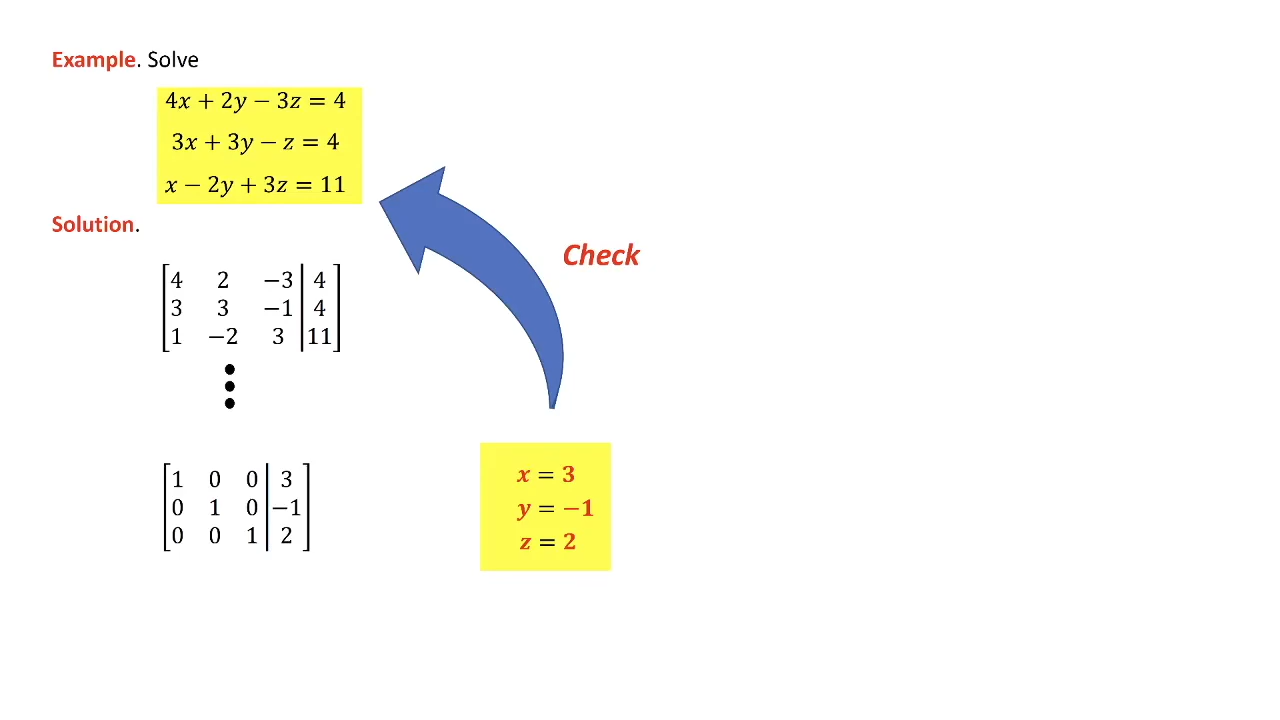 Example. Solve
4x + 2y − 3z = 4
3x + 3y − z = 4
x − 2y + 3z = 11
Solution.
4 2 −3 4
3 3 −1 4
1 −2 3 11
Check
1 0 0 3
0 1 0 −1
0 0 1 2
x = 3
y = −1
z = 2